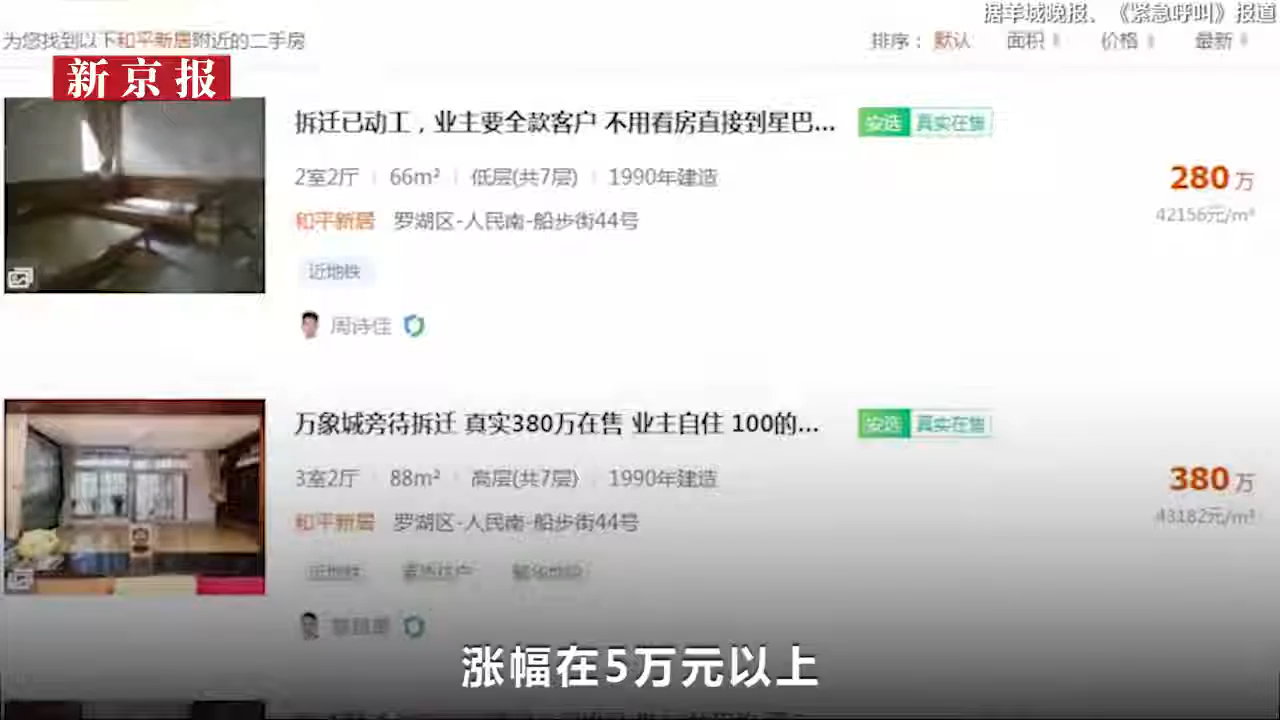 据羊城晚报、《紧急呼叫》报道
为您找到以下和平新居附近的二手房
排序： 默认 面积 价格 最新
新京报
拆迁已动工，业主要全款客户 不用看房直接到星巴...
安选 真实在售
2室2厅 66m² 低层(共7层) 1990年建造
280万
42156元/m²
和平新居 罗湖区-人民南-船步街44号
近地铁
周诗佳
万象城旁待拆迁 真实380万在售 业主自住 100的...
安选 真实在售
3室2厅 88m² 高层(共7层) 1990年建造
380万
43182元/m²
和平新居 罗湖区-人民南-船步街44号
近地铁
涨幅在5万元以上